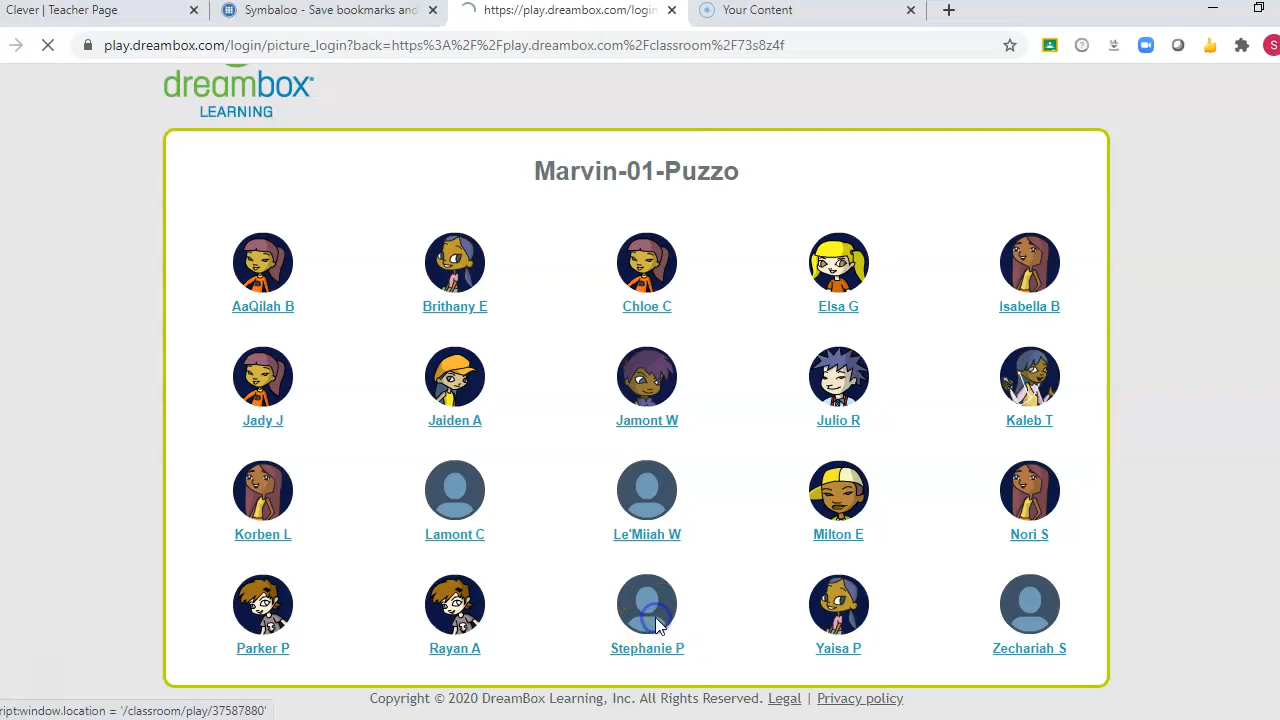 Clever | Teacher Page
Symbaloo - Save bookmarks and
https://play.dreambox.com/login
Your Content
play.dreambox.com/login/picture_login?back=https%3A%2F%2Fplay.dreambox.com%2Fclassroom%2F73s8z4f
S
dreambox
LEARNING
Marvin-01-Puzzo
AaQilah B
Brithany E
Chloe C
Elsa G
Isabella B
Jady J
Jaiden A
Jamont W
Julio R
Kaleb T
Korben L
Lamont C
Le'Miiah W
Milton E
Nori S
Parker P
Rayan A
Stephanie P
Yaisa P
Zechariah S
Copyright © 2020 DreamBox Learning, Inc. All Rights Reserved. Legal | Privacy policy
ript:window.location = '/classroom/play/37587880'